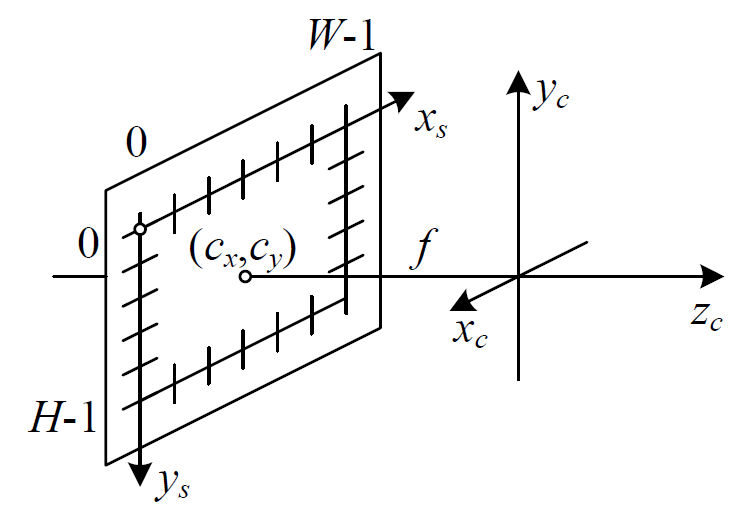 W-1
x_s
y_c
0
0
(c_x,c_y)
f
x_c
z_c
H-1
y_s